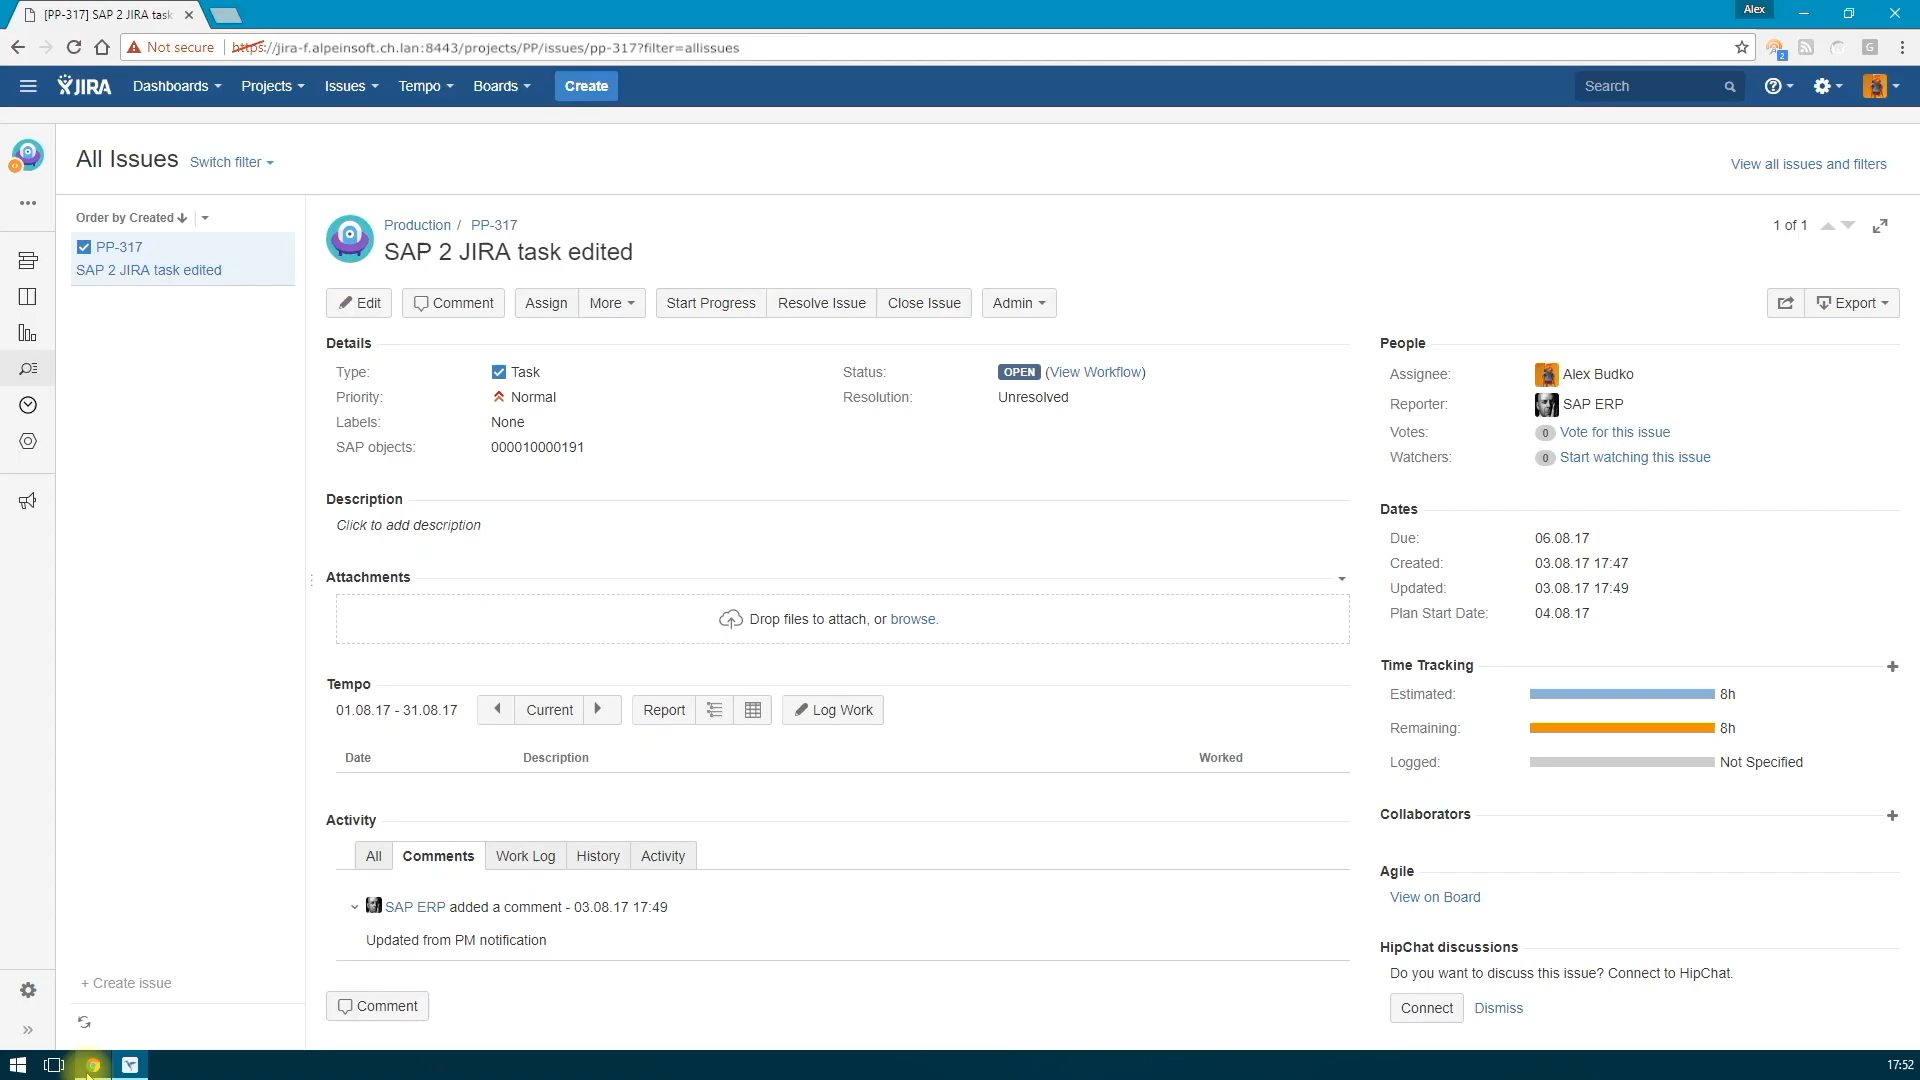 [PP-317] SAP 2 JIRA task
Alex
Not secure
https://jira-f.alpeinsoft.ch.lan:8443/projects/PP/issues/pp-317?filter=allissues
2
G
JIRA
Dashboards
Projects
Issues
Tempo
Boards
Create
Search
All Issues
Switch filter
View all issues and filters
Order by Created
PP-317
SAP 2 JIRA task edited
Production / PP-317
SAP 2 JIRA task edited
1 of 1
Edit
Comment
Assign
More
Start Progress
Resolve Issue
Close Issue
Admin
Export
Details
Type: Task
Status: OPEN (View Workflow)
Priority: Normal
Resolution: Unresolved
Labels: None
SAP objects: 000010000191
Description
Click to add description
Attachments
Drop files to attach, or browse.
Tempo
01.08.17 - 31.08.17
Current
Report
Log Work
Date Description Worked
Activity
All
Comments
Work Log
History
Activity
SAP ERP added a comment - 03.08.17 17:49
Updated from PM notification
Comment
+ Create issue
People
Assignee: Alex Budko
Reporter: SAP ERP
Votes: 0 Vote for this issue
Watchers: 0 Start watching this issue
Dates
Due: 06.08.17
Created: 03.08.17 17:47
Updated: 03.08.17 17:49
Plan Start Date: 04.08.17
Time Tracking
Estimated: 8h
Remaining: 8h
Logged: Not Specified
Collaborators
Agile
View on Board
HipChat discussions
Do you want to discuss this issue? Connect to HipChat.
Connect
Dismiss
17:52